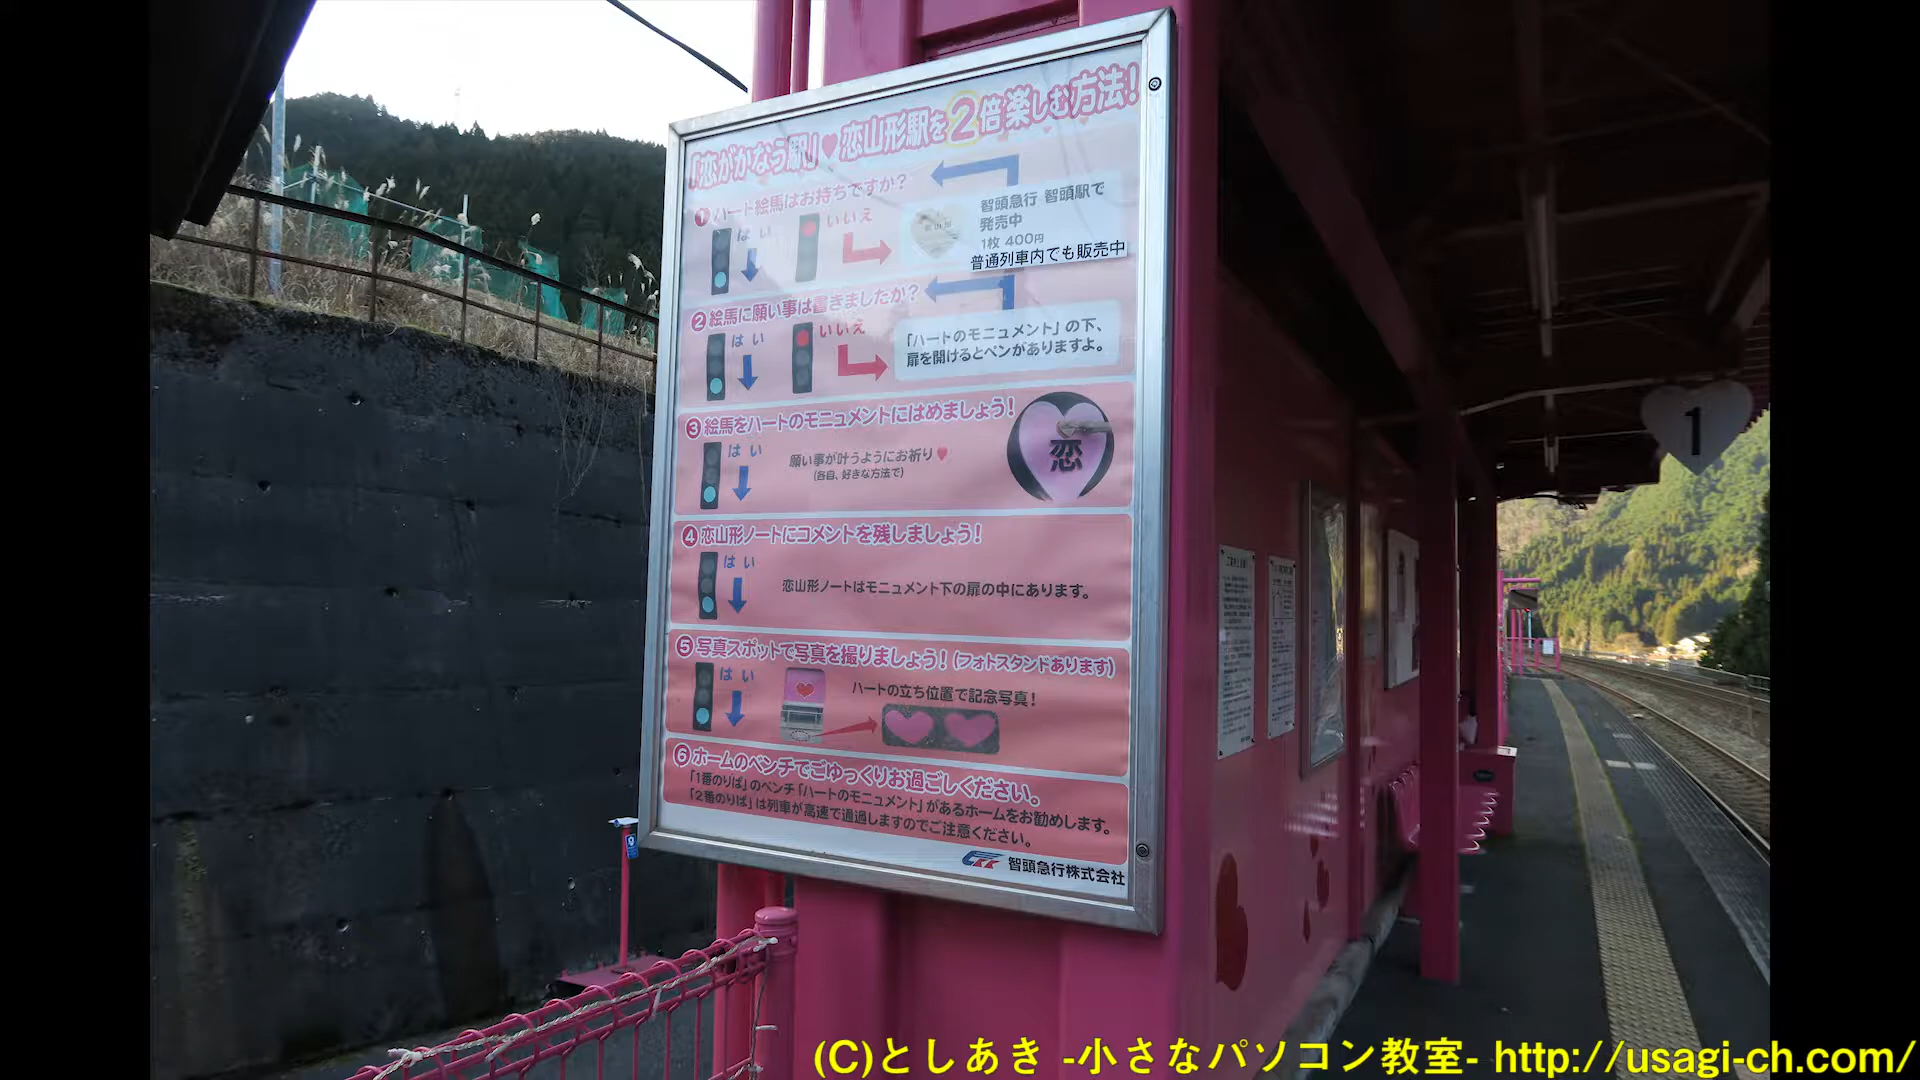 「恋がかなう駅」♥恋山形駅を2倍楽しむ方法!
①ハート絵馬はお持ちですか?
はい
いいえ
智頭急行 智頭駅で
発売中
1枚 400円
普通列車内でも販売中
②絵馬に願い事は書きましたか?
はい
いいえ
「ハートのモニュメント」の下、
扉を開けるとペンがありますよ。
③絵馬をハートのモニュメントにはめましょう!
はい
願い事が叶うようにお祈り♥
(各自、好きな方法で)
恋
④恋山形ノートにコメントを残しましょう!
はい
恋山形ノートはモニュメント下の扉の中にあります。
⑤写真スポットで写真を撮りましょう!(フォトスタンドあります)
はい
ハートの立ち位置で記念写真!
⑥ホームのベンチでごゆっくりお過ごしください。
「1番のりば」のベンチ「ハートのモニュメント」があるホームをお勧めします。
「2番のりば」は列車が高速で通過しますのでご注意ください。
智頭急行株式会社
1
(C)としあき -小さなパソコン教室- http://usagi-ch.com/